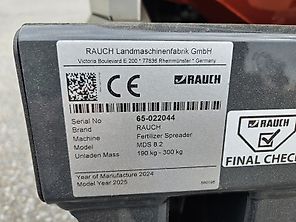 RAUCH Landmaschinenfabrik GmbH
Victoria Boulevard E 200 * 77836 Rheinmünster * Germany
CE RAUCH
Serial No 65-022044
Brand RAUCH
Machine Fertilizer Spreader
Model MDS 8.2
Unladen Mass 190 kg - 300 kg
Year of Manufacture 2024
Model Year 2025
RAUCH
FINAL CHEC